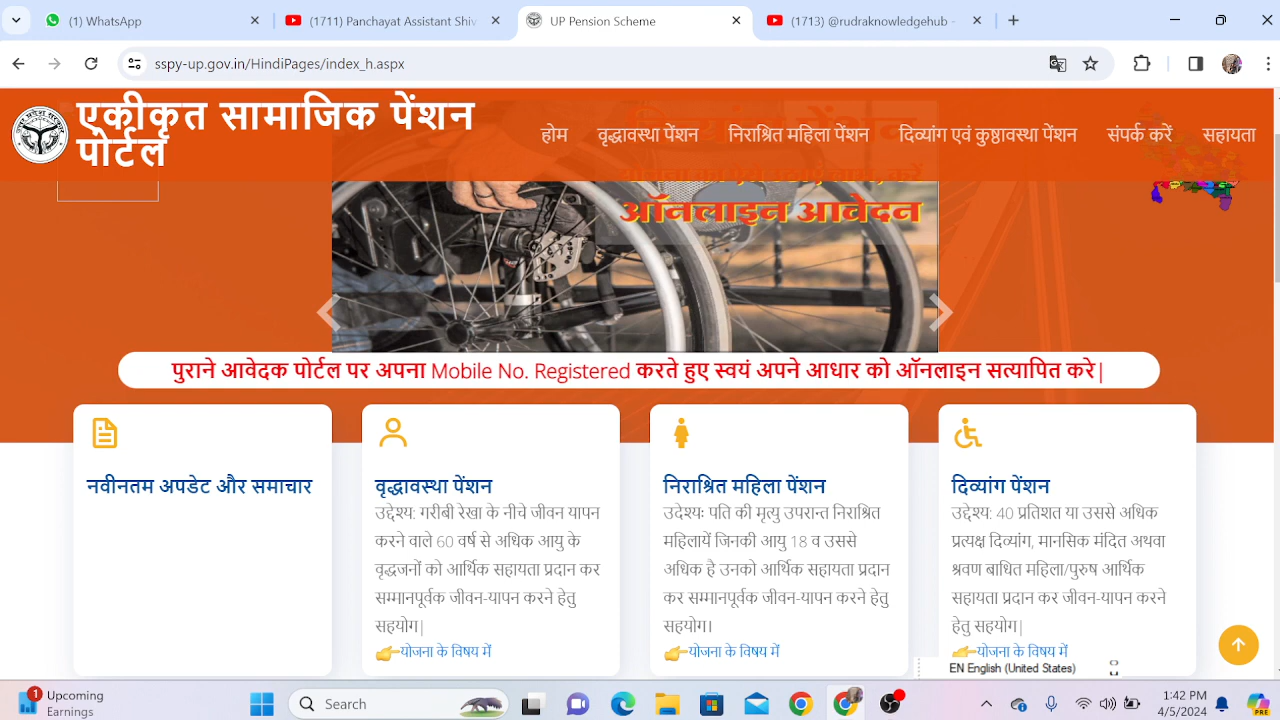 WhatsApp
(1711) Panchayat Assistant Shiv
UP Pension Scheme
(1713) @rudraknowledgehub -
sspy-up.gov.in/HindiPages/index_h.aspx
एकीकृत सामाजिक पेंशन
पोर्टल
होम
वृद्धावस्था पेंशन
निराश्रित महिला पेंशन
दिव्यांग एवं कुष्ठावस्था पेंशन
संपर्क करें
सहायता
ऑनलाइन आवेदन
पुराने आवेदक पोर्टल पर अपना Mobile No. Registered करते हुए स्वयं अपने आधार को ऑनलाइन सत्यापित करे|
नवीनतम अपडेट और समाचार
वृद्धावस्था पेंशन
उद्देश्य: गरीबी रेखा के नीचे जीवन यापन
करने वाले 60 वर्ष से अधिक आयु के
वृद्धजनों को आर्थिक सहायता प्रदान कर
सम्मानपूर्वक जीवन-यापन करने हेतु
सहयोग|
योजना के विषय में
निराश्रित महिला पेंशन
उदेश्यः पति की मृत्यु उपरान्त निराश्रित
महिलायें जिनकी आयु 18 व उससे
अधिक है उनको आर्थिक सहायता प्रदान
कर सम्मानपूर्वक जीवन-यापन करने हेतु
सहयोग।
योजना के विषय में
दिव्यांग पेंशन
उद्देश्य: 40 प्रतिशत या उससे अधिक
प्रत्यक्ष दिव्यांग, मानसिक मंदित अथवा
श्रवण बाधित महिला/पुरुष आर्थिक
सहायता प्रदान कर जीवन-यापन करने
हेतु सहयोग|
योजना के विषय में
EN English (United States)
1
Upcoming
Earnings
Search
1:42 PM
4/5/2024
PRE